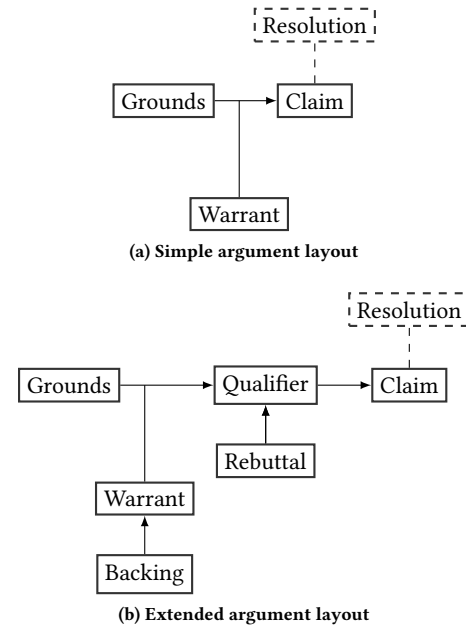 Resolution
Grounds
Claim
Warrant
(a) Simple argument layout
Resolution
Grounds
Qualifier
Claim
Rebuttal
Warrant
Backing
(b) Extended argument layout